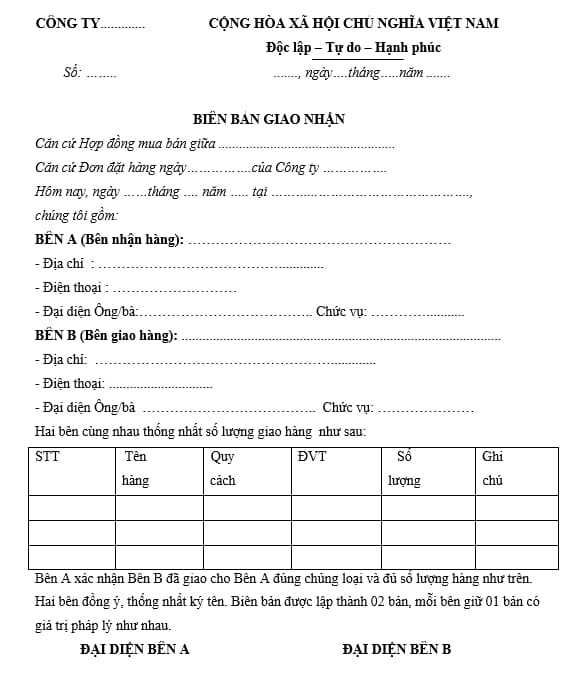 CÔNG TY............. CỘNG HÒA XÃ HỘI CHỦ NGHĨA VIỆT NAM
Độc lập – Tự do – Hạnh phúc
Số: ........ ......., ngày....tháng.....năm .......
BIÊN BẢN GIAO NHẬN
Căn cứ Hợp đồng mua bán giữa ......................................................
Căn cứ Đơn đặt hàng ngày…………….của Công ty …………….
Hôm nay, ngày ……tháng .... năm ..... tại ……………………………………………,
chúng tôi gồm:
BÊN A (Bên nhận hàng): …………………………………………………………
- Địa chỉ : ……………………………………….............
- Điện thoại : ………………………….
- Đại diện Ông/bà:…………………………………….. Chức vụ: …………...........
BÊN B (Bên giao hàng): ..................................................................................................
- Địa chỉ: …………………………………………………..............
- Điện thoại: ................................
- Đại diện Ông/bà …………………………………….. Chức vụ: ……………………
Hai bên cùng nhau thống nhất số lượng giao hàng như sau:
STT Tên hàng Quy cách ĐVT Số lượng Ghi chú
Bên A xác nhận Bên B đã giao cho Bên A đúng chủng loại và đủ số lượng hàng như trên.
Hai bên đồng ý, thống nhất ký tên. Biên bản được lập thành 02 bản, mỗi bên giữ 01 bản có
giá trị pháp lý như nhau.
ĐẠI DIỆN BÊN A ĐẠI DIỆN BÊN B